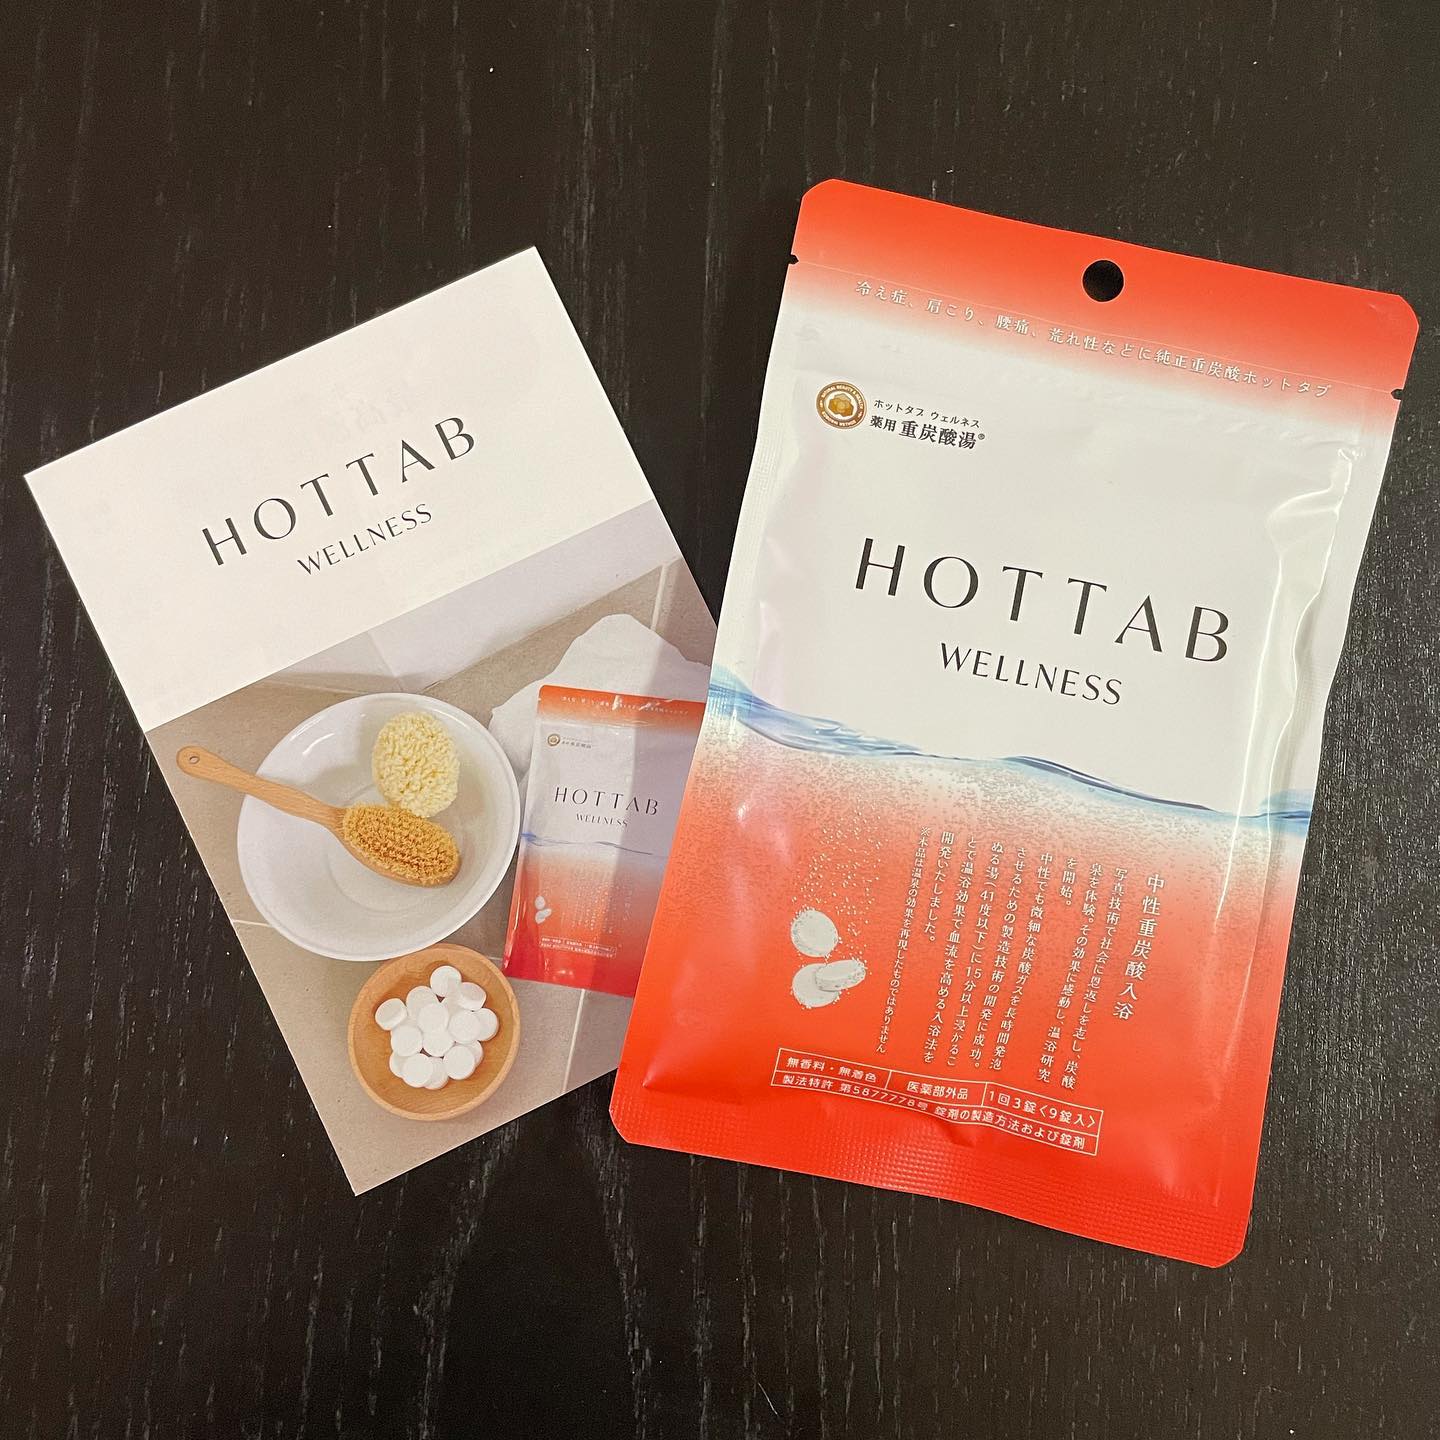 HOTTAB
WELLNESS
HOTTAB
WELLNESS
冷え症、肩こり、腰痛、荒れ性などに純正重炭酸ホットタブ
ホットタブ ウェルネス
薬用 重炭酸湯®
HOTTAB
WELLNESS
中性重炭酸入浴
写真技術で社会に恩返しを志し、炭酸
泉を体験。その効果に感動し、温浴研究
を開始。
中性でも微細な炭酸ガスを長時間発泡
させるための製造技術の開発に成功。
ぬる湯(41度以下)に15分以上浸かるこ
とで温浴効果で血流を高める入浴法を
開発いたしました。
※本品は温泉の効果を再現したものではありません
無香料・無着色 医薬部外品 1回3錠<9錠入>
製法特許 第5877778号 錠剤の製造方法および錠剤